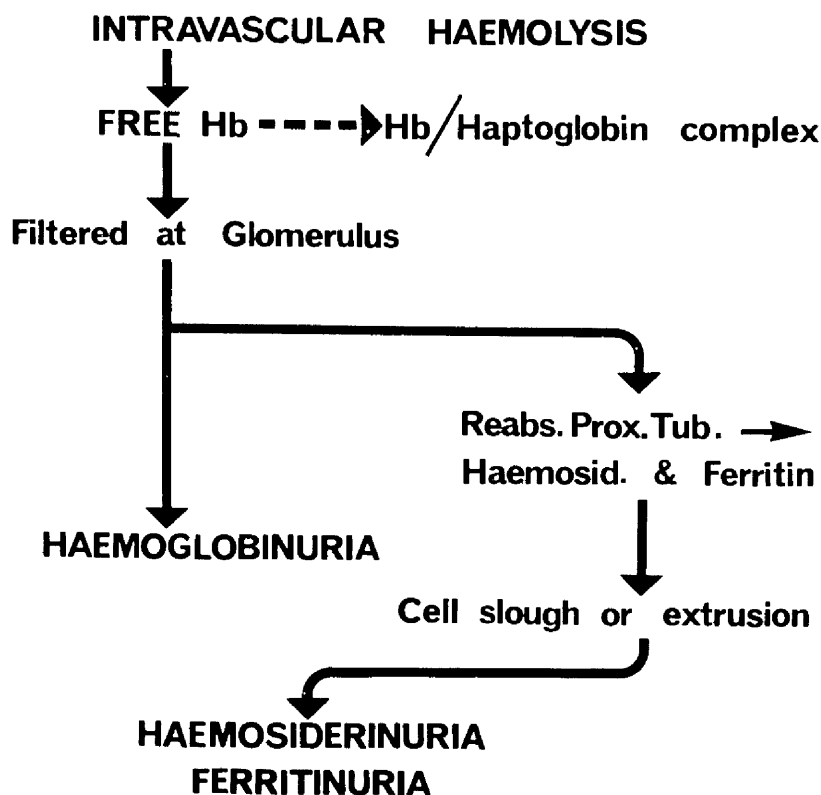 INTRAVASCULAR HAEMOLYSIS
FREE Hb Hb/Haptoglobin complex
Filtered at Glomerulus
Reabs. Prox. Tub.
Haemosid. & Ferritin
HAEMOGLOBINURIA
Cell slough or extrusion
HAEMOSIDERINURIA
FERRITINURIA